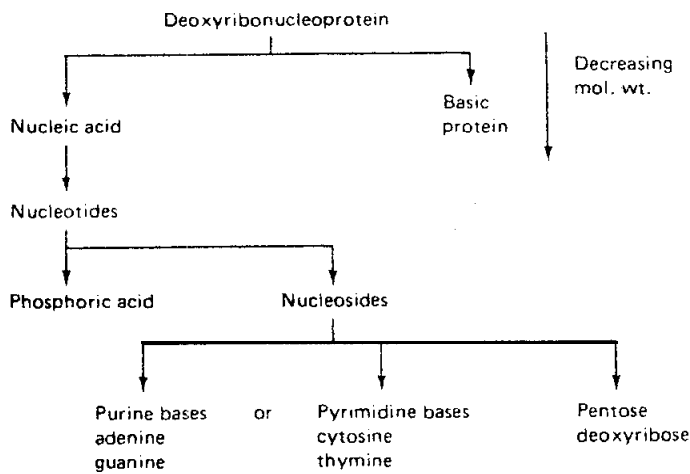 Deoxyribonucleoprotein
Decreasing
mol. wt.
Basic
protein
Nucleic acid
Nucleotides
Phosphoric acid
Nucleosides
Purine bases or Pyrimidine bases
adenine cytosine
guanine thymine
Pentose
deoxyribose